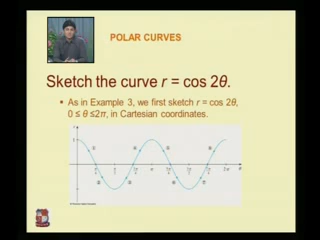 POLAR CURVES
Sketch the curve r = cos 2θ.
▪ As in Example 3, we first sketch r = cos 2θ,
0 ≤ θ ≤2π, in Cartesian coordinates.